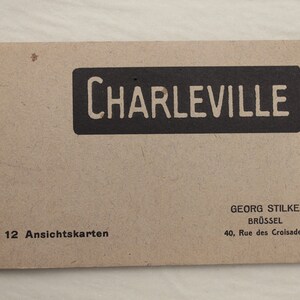 CHARLEVILLE
GEORG STILKE
BRÜSSEL
12 Ansichtskarten
40, Rue des Croisade